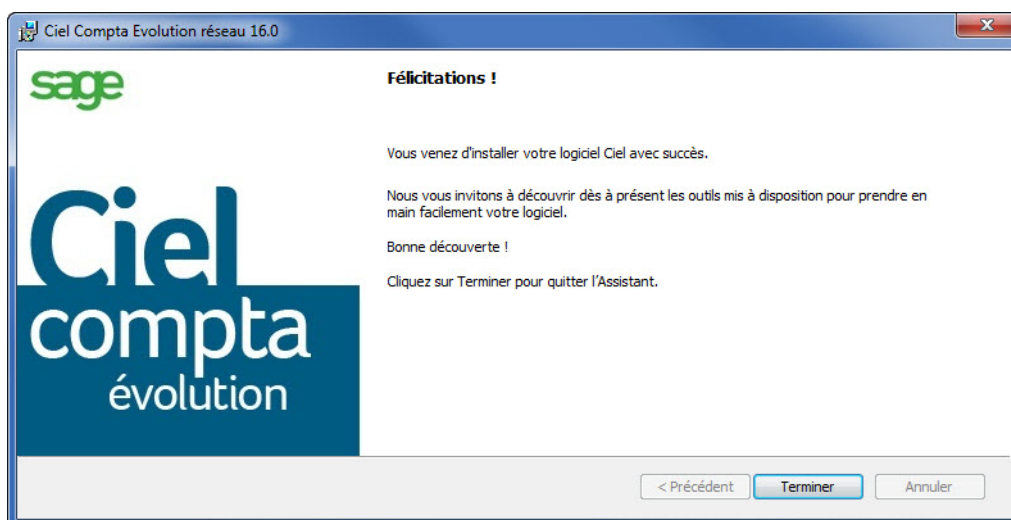 Ciel Compta Evolution réseau 16.0
sage
Ciel
compta
évolution
Félicitations !
Vous venez d'installer votre logiciel Ciel avec succès.
Nous vous invitons à découvrir dès à présent les outils mis à disposition pour prendre en
main facilement votre logiciel.
Bonne découverte !
Cliquez sur Terminer pour quitter l'Assistant.
< Précédent
Terminer
Annuler